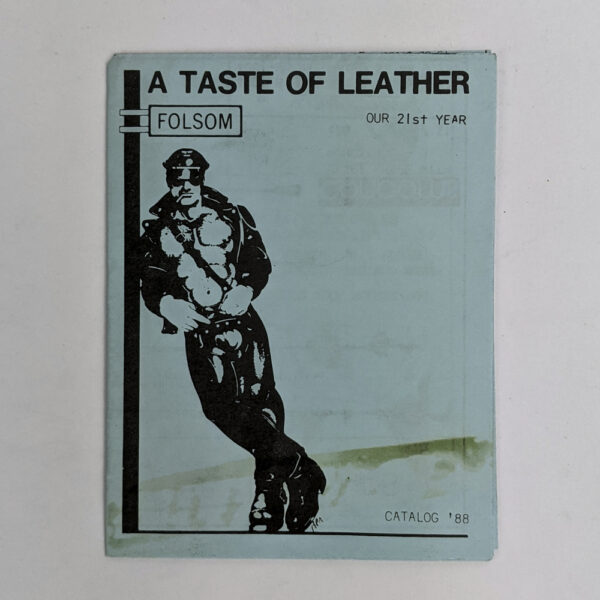 A TASTE OF LEATHER
FOLSOM
OUR 21st YEAR
CATALOG '88